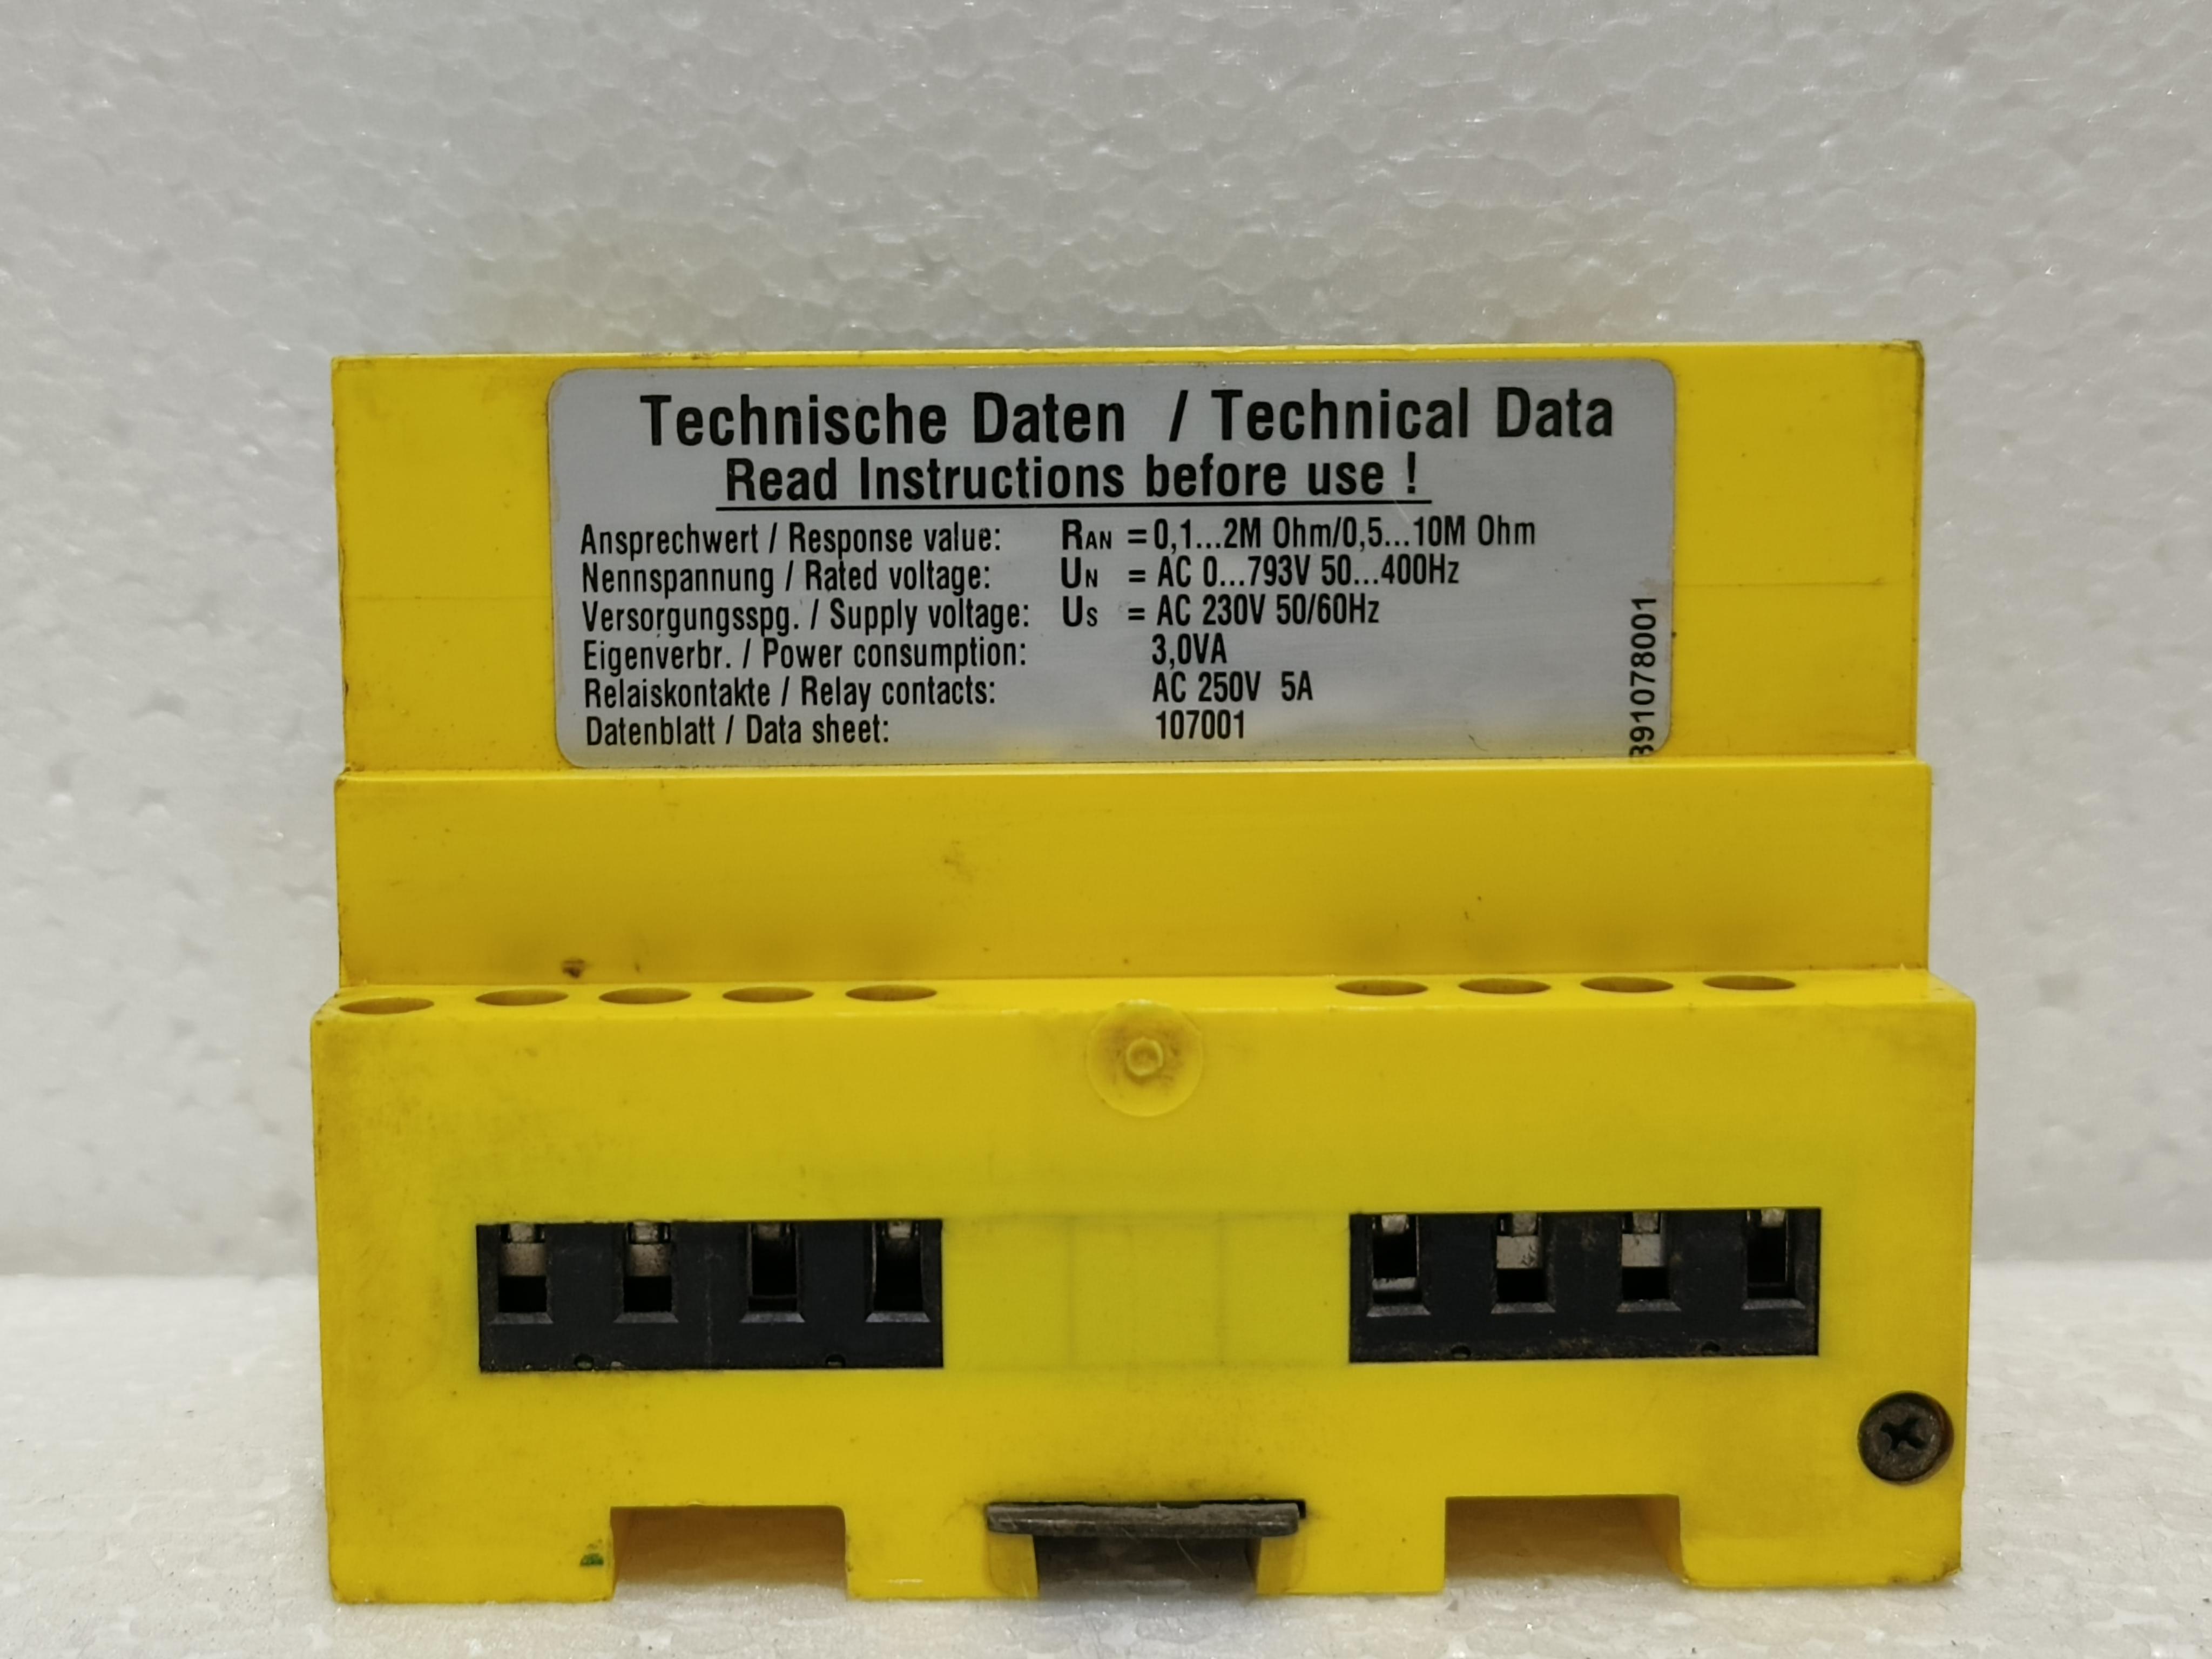 Technische Daten / Technical Data
Read Instructions before use !
Ansprechwert / Response value: RAN = 0,1...2M Ohm/0,5...10M Ohm
Nennspannung / Rated voltage: UN = AC 0...793V 50...400Hz
Versorgungsspg. / Supply voltage: US = AC 230V 50/60Hz
Eigenverbr. / Power consumption: 3,0VA
Relaiskontakte / Relay contacts: AC 250V 5A
Datenblatt / Data sheet: 107001
891078001